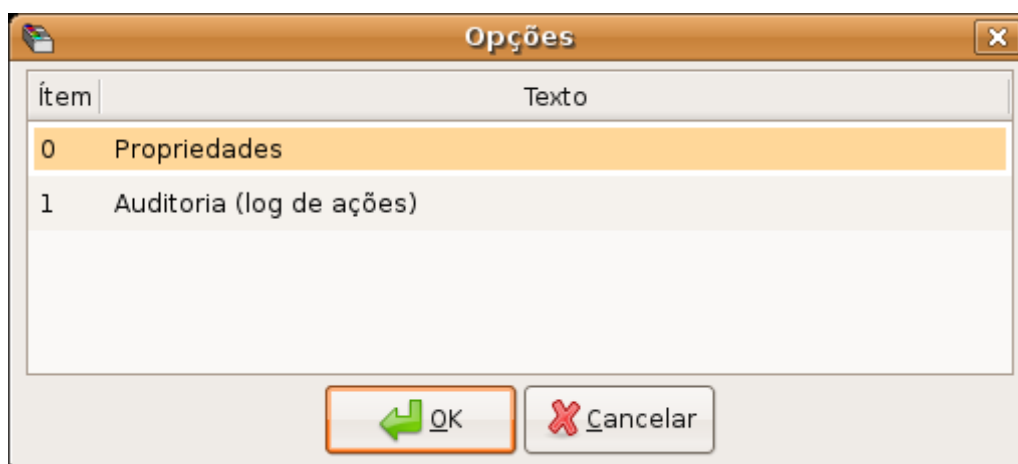 Opções
Ítem Texto
0 Propriedades
1 Auditoria (log de ações)
OK Cancelar